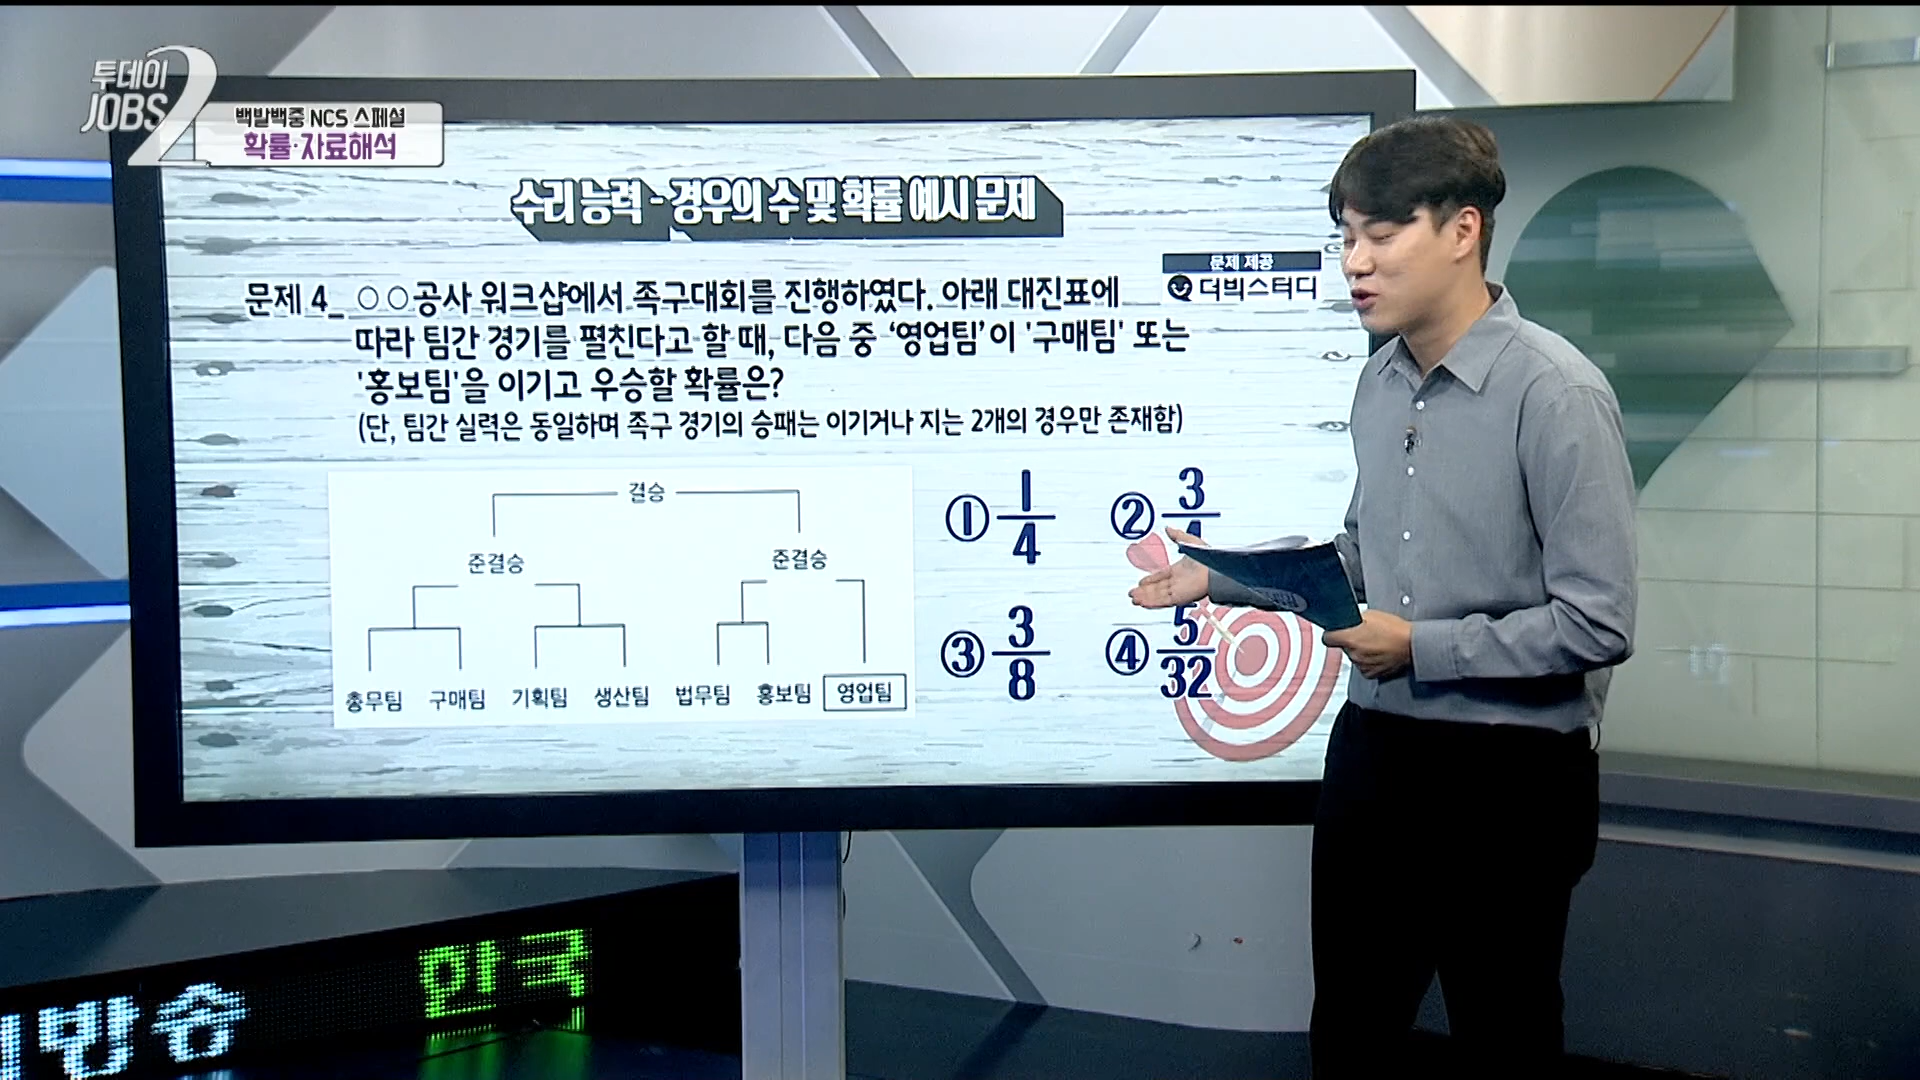 투데이
JOBS 2
백발백중 NCS 스페셜
확률·자료해석
수리능력 - 경우의 수 및 확률 예시 문제
문제 제공
더빅스터디
문제 4_ ○○공사 워크샵에서 족구대회를 진행하였다. 아래 대진표에
따라 팀간 경기를 펼친다고 할 때, 다음 중 ‘영업팀’이 '구매팀' 또는
'홍보팀'을 이기고 우승할 확률은?
(단, 팀간 실력은 동일하며 족구 경기의 승패는 이기거나 지는 2개의 경우만 존재함)
결승
준결승 준결승
총무팀 구매팀 기획팀 생산팀 법무팀 홍보팀 영업팀
① 1/4 ② 3/4
③ 3/8 ④ 5/32
방송 한국